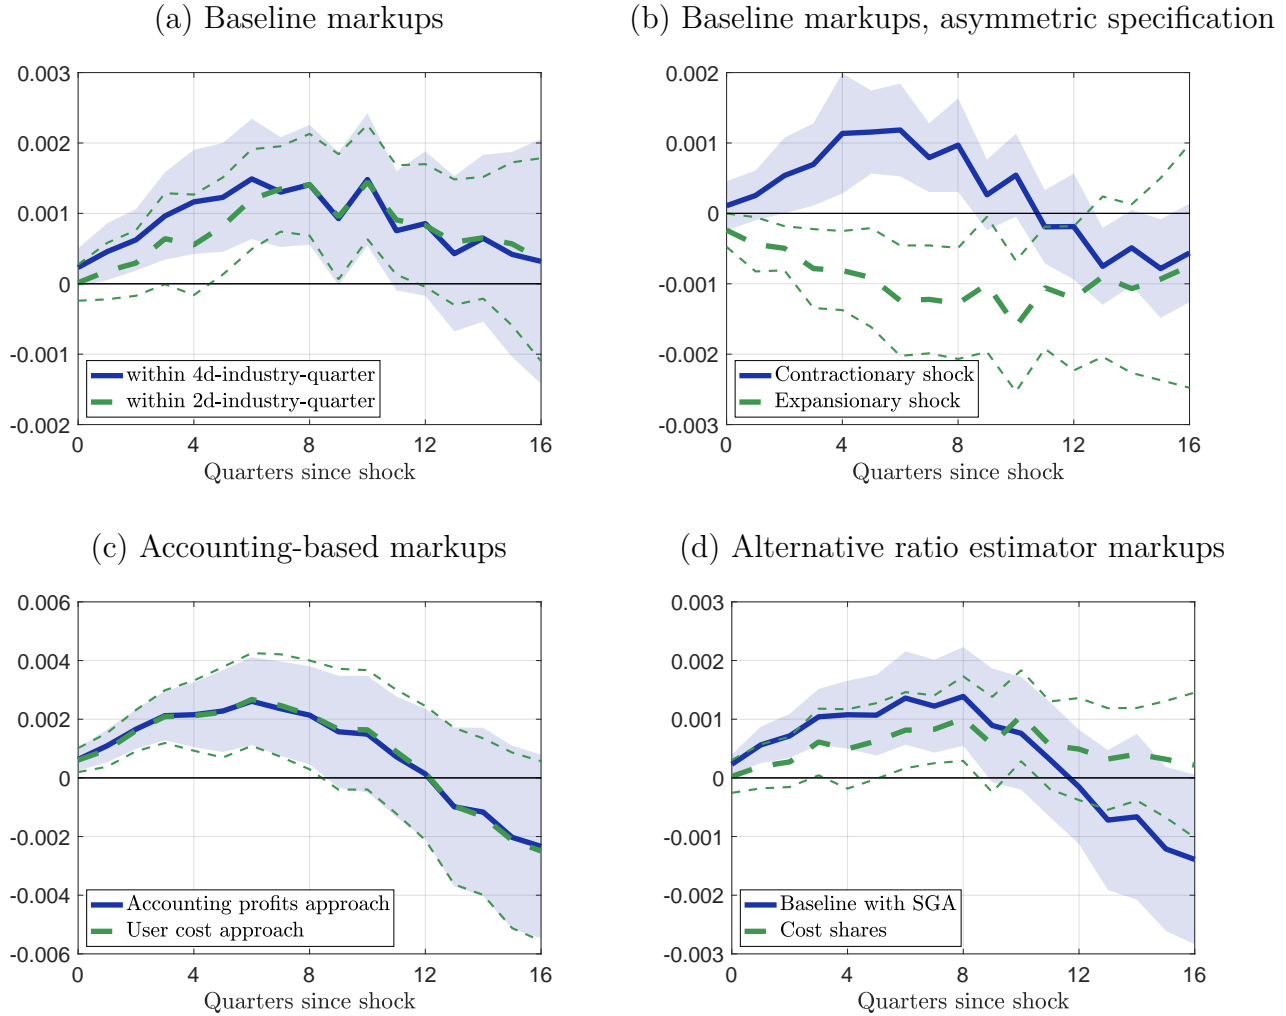 (a) Baseline markups
0.003
0.002
0.001
0
-0.001
-0.002
within 4d-industry-quarter
within 2d-industry-quarter
0 4 8 12 16
Quarters since shock
(b) Baseline markups, asymmetric specification
0.002
0.001
0
-0.001
-0.002
-0.003
Contractionary shock
Expansionary shock
0 4 8 12 16
Quarters since shock
(c) Accounting-based markups
0.006
0.004
0.002
0
-0.002
-0.004
-0.006
Accounting profits approach
User cost approach
0 4 8 12 16
Quarters since shock
(d) Alternative ratio estimator markups
0.003
0.002
0.001
0
-0.001
-0.002
-0.003
Baseline with SGA
Cost shares
0 4 8 12 16
Quarters since shock